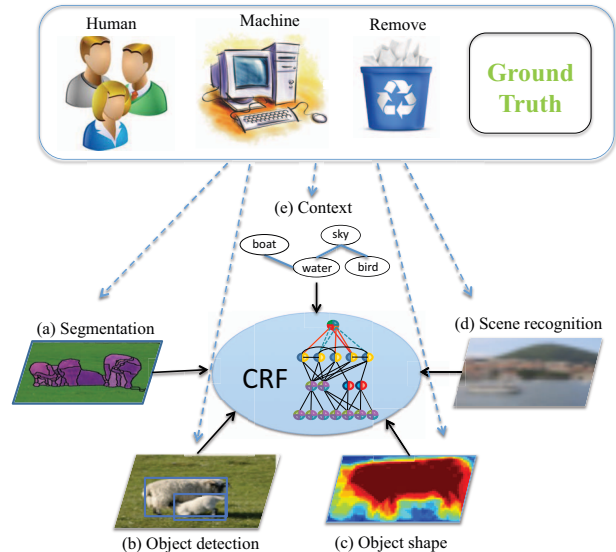 Human
Machine
Remove
Ground
Truth
(e) Context
sky
boat
water
bird
(a) Segmentation
(d) Scene recognition
CRF
(b) Object detection
(c) Object shape